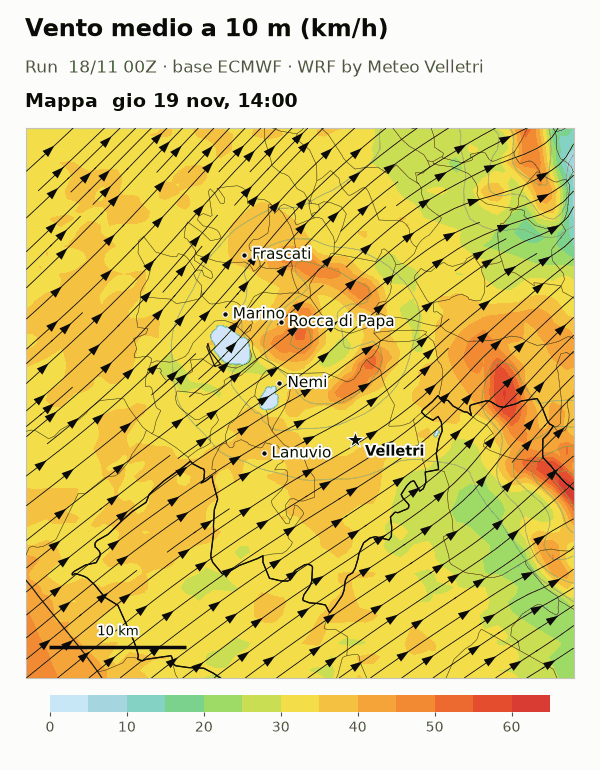 Vento medio a 10 m (km/h)
Run  18/11 00Z · base ECMWF · WRF by Meteo Velletri
Mappa  gio 19 nov, 14:00
Frascati
Marino
Rocca di Papa
Nemi
Velletri
Lanuvio
10 km
0 10 20 30 40 50 60